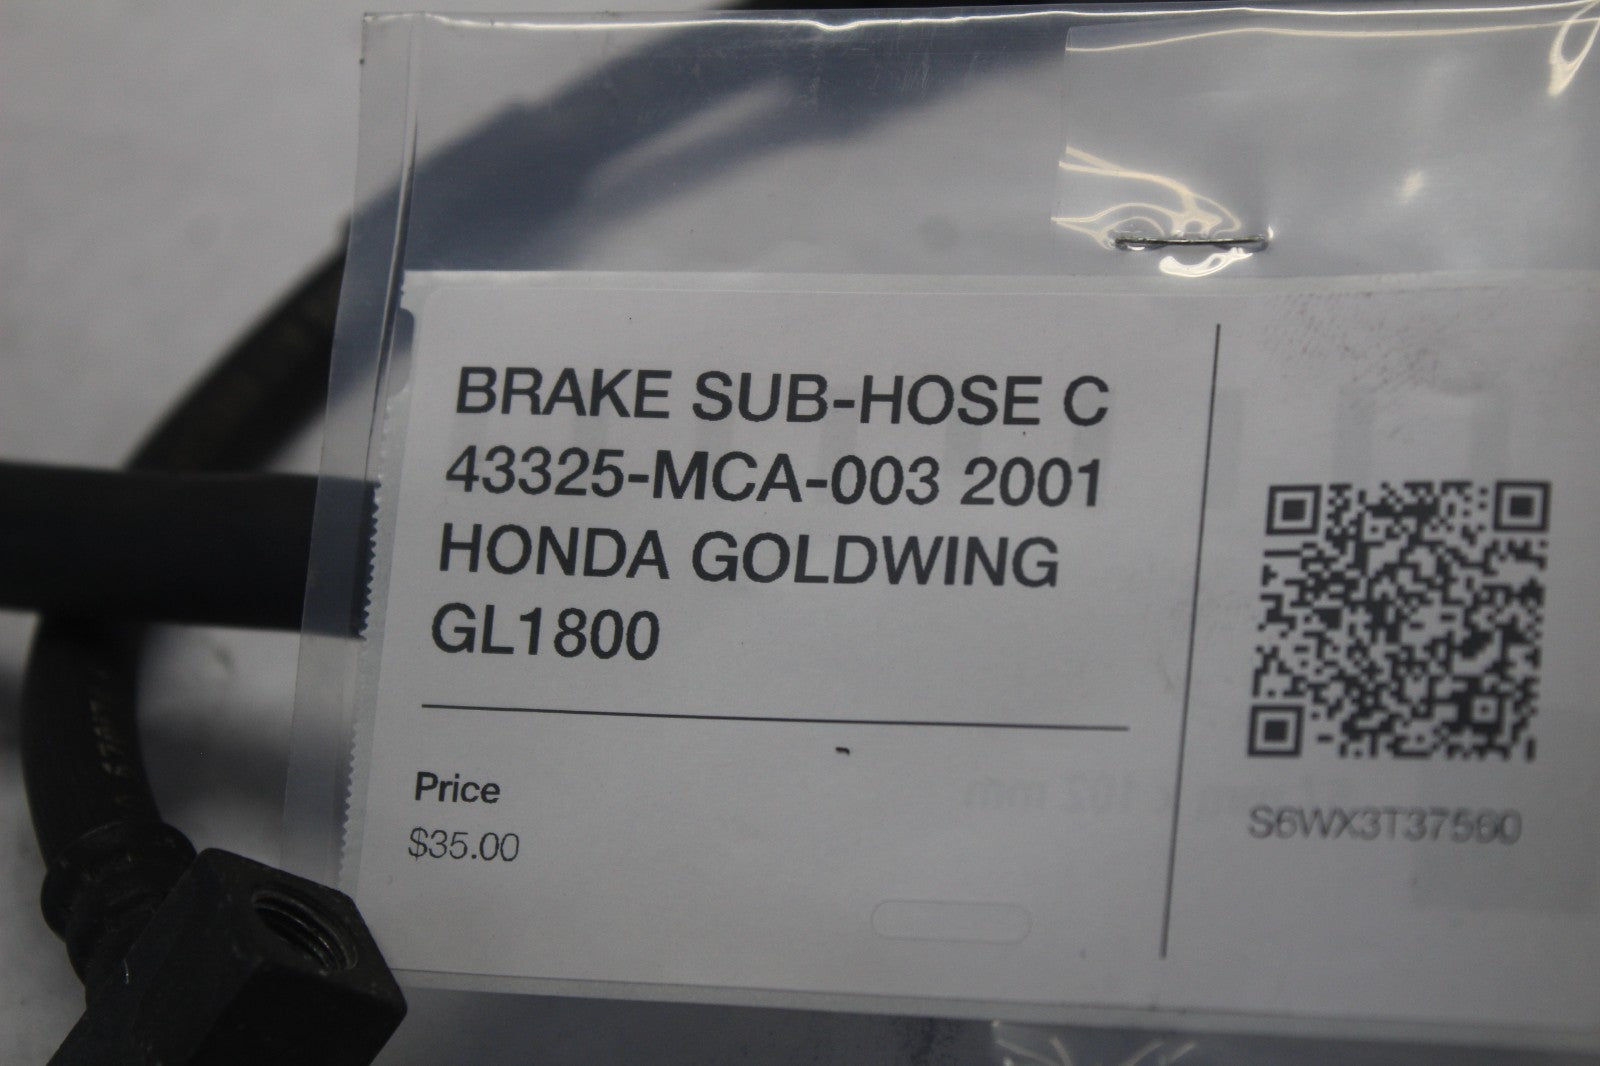 BRAKE SUB-HOSE C
43325-MCA-003 2001
HONDA GOLDWING
GL1800
Price
$35.00
S6WX3T37560